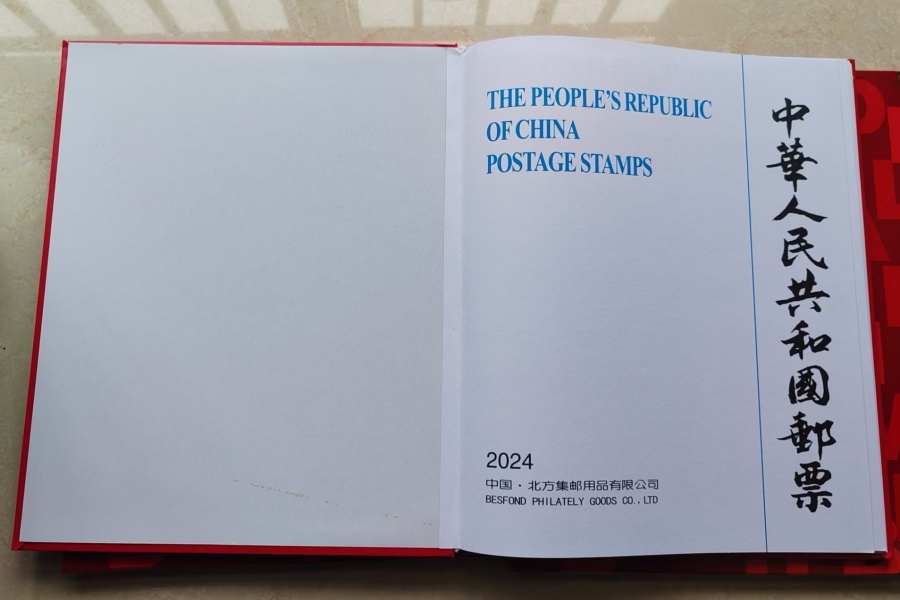 THE PEOPLE'S REPUBLIC
OF CHINA
POSTAGE STAMPS
中華人民共和國郵票
2024
中国·北方集邮用品有限公司
BESFOND PHILATELY GOODS CO., LTD